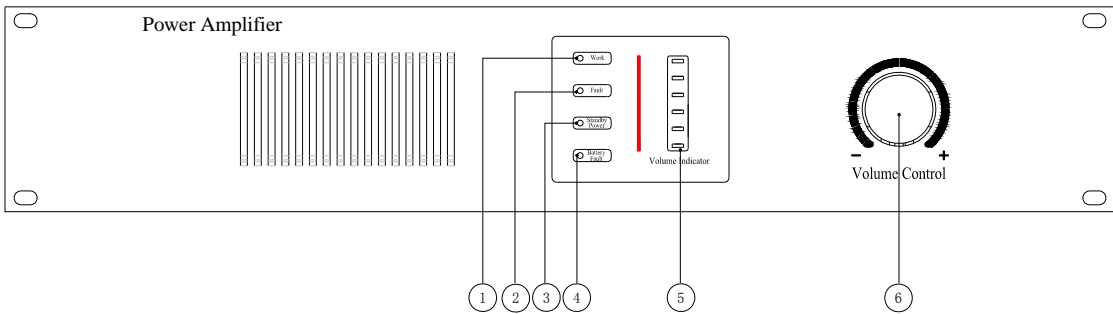 Power Amplifier
Work
Fault
Standby
Power
Battery
Fault
Volume Indicator
− +
Volume Control
1 2 3 4 5 6